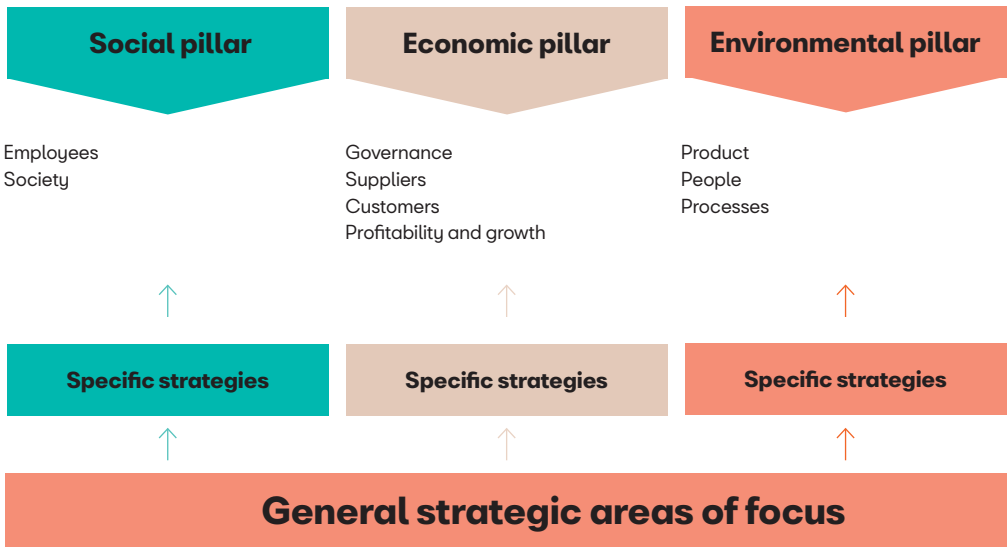 Social pillar
Economic pillar
Environmental pillar
Employees
Society
Governance
Suppliers
Customers
Profitability and growth
Product
People
Processes
Specific strategies
Specific strategies
Specific strategies
General strategic areas of focus